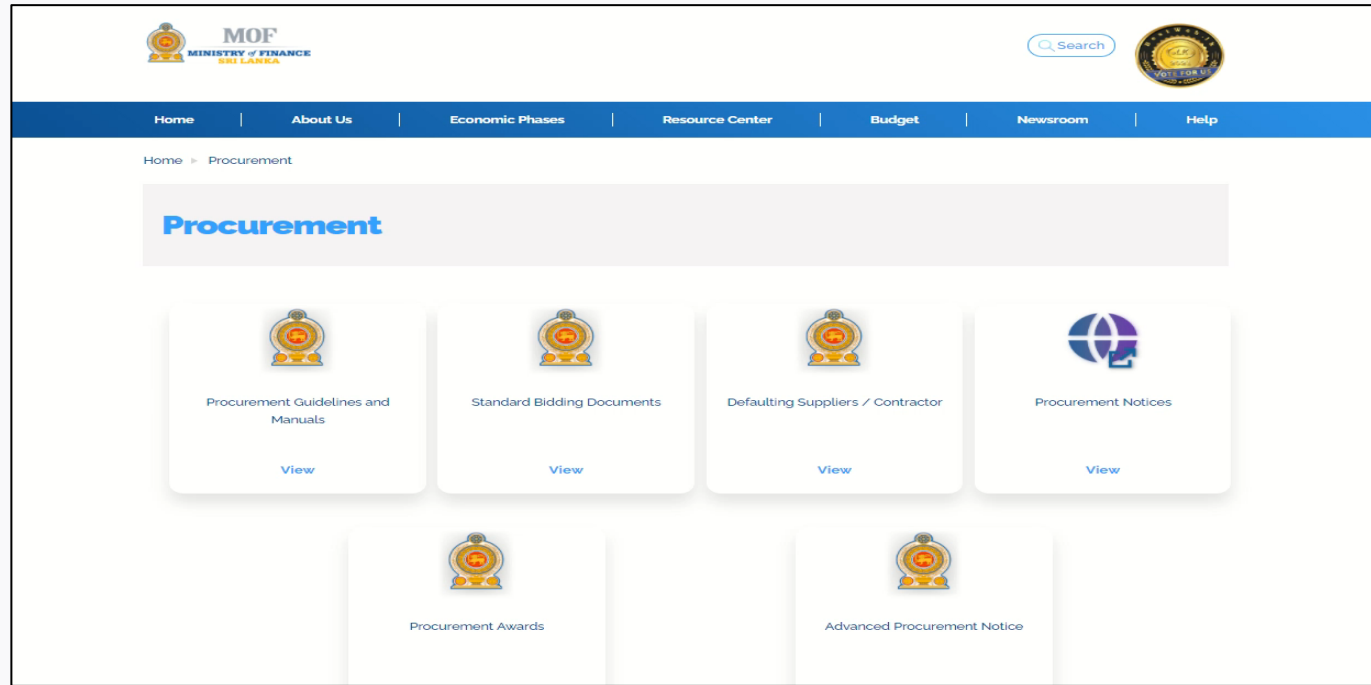 MOF
MINISTRY of FINANCE
SRI LANKA
Search
VOTE FOR US
Home
About Us
Economic Phases
Resource Center
Budget
Newsroom
Help
Home ▸ Procurement
Procurement
Procurement Guidelines and
Manuals
View
Standard Bidding Documents
View
Defaulting Suppliers / Contractor
View
Procurement Notices
View
Procurement Awards
Advanced Procurement Notice